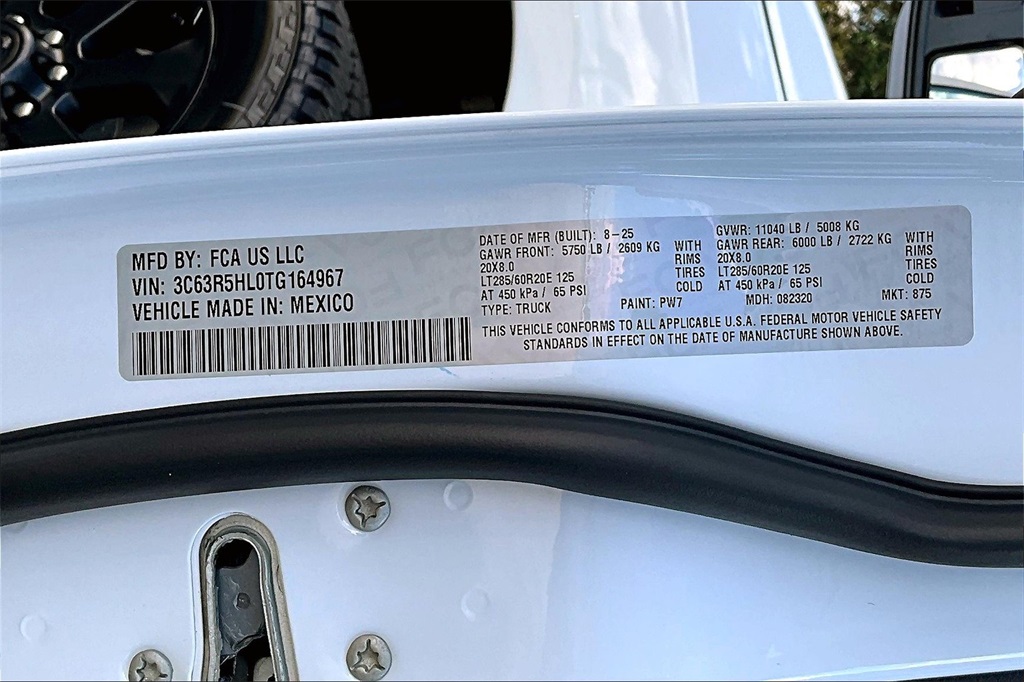 MFD BY: FCA US LLC
VIN: 3C63R5HL0TG164967
VEHICLE MADE IN: MEXICO
DATE OF MFR (BUILT): 8-25
GAWR FRONT: 5750 LB / 2609 KG
20X8.0
LT285/60R20E 125
AT 450 kPa / 65 PSI
TYPE: TRUCK
WITH
RIMS
TIRES
COLD
PAINT: PW7
GVWR: 11040 LB / 5008 KG
GAWR REAR: 6000 LB / 2722 KG
20X8.0
LT285/60R20E 125
AT 450 kPa / 65 PSI
WITH
RIMS
TIRES
COLD
MDH: 082320
MKT: 875
THIS VEHICLE CONFORMS TO ALL APPLICABLE U.S.A. FEDERAL MOTOR VEHICLE SAFETY
STANDARDS IN EFFECT ON THE DATE OF MANUFACTURE SHOWN ABOVE.